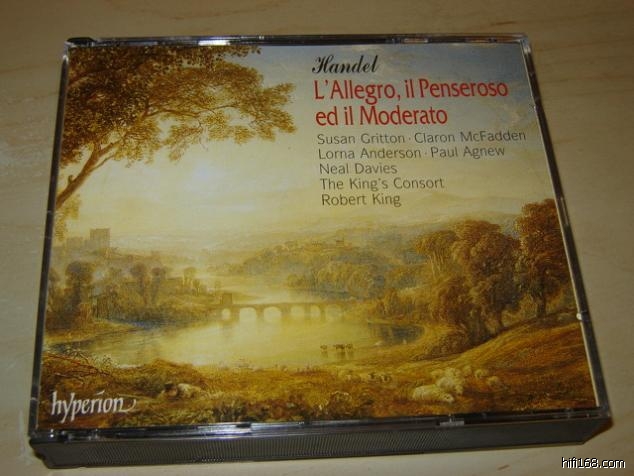 Handel
L'Allegro, il Penseroso
ed il Moderato
Susan Gritton · Claron McFadden
Lorna Anderson · Paul Agnew
Neal Davies
The King's Consort
Robert King
hyperion
hifi168.com